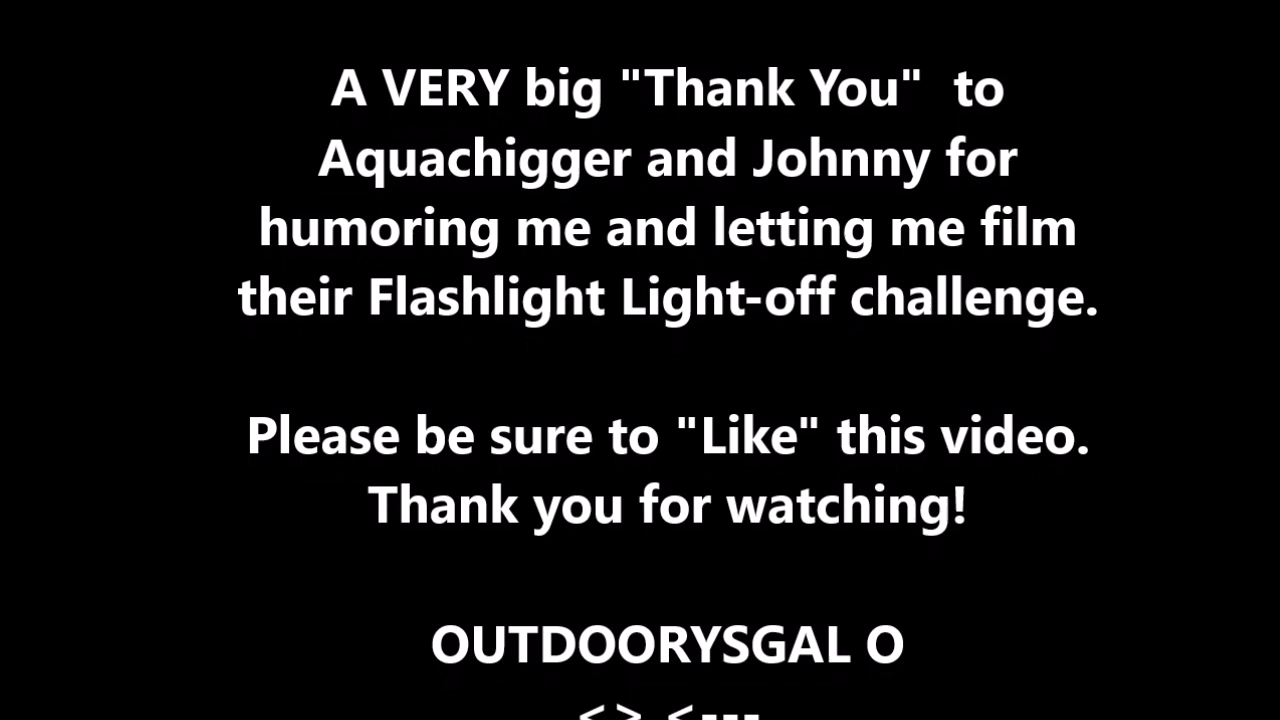 A VERY big "Thank You"  to
Aquachigger and Johnny for
humoring me and letting me film
their Flashlight Light-off challenge.
Please be sure to "Like" this video.
Thank you for watching!
OUTDOORYSGAL O
< > <---